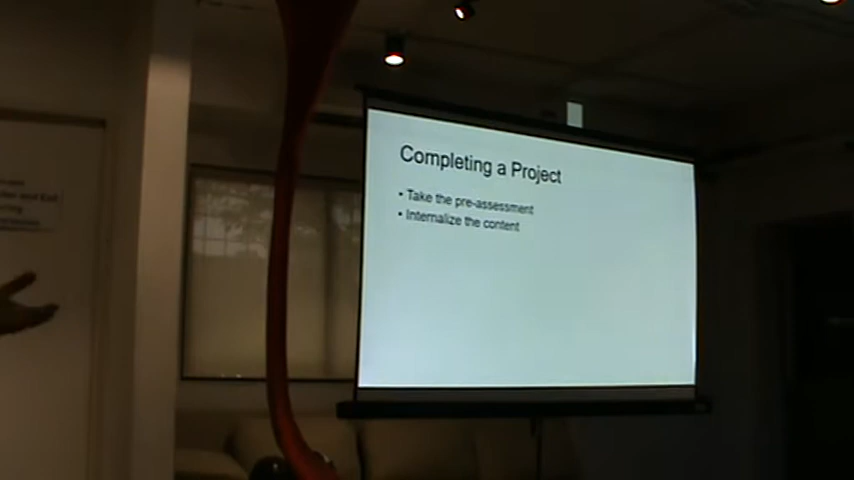 Completing a Project
• Take the pre-assessment
• Internalize the content